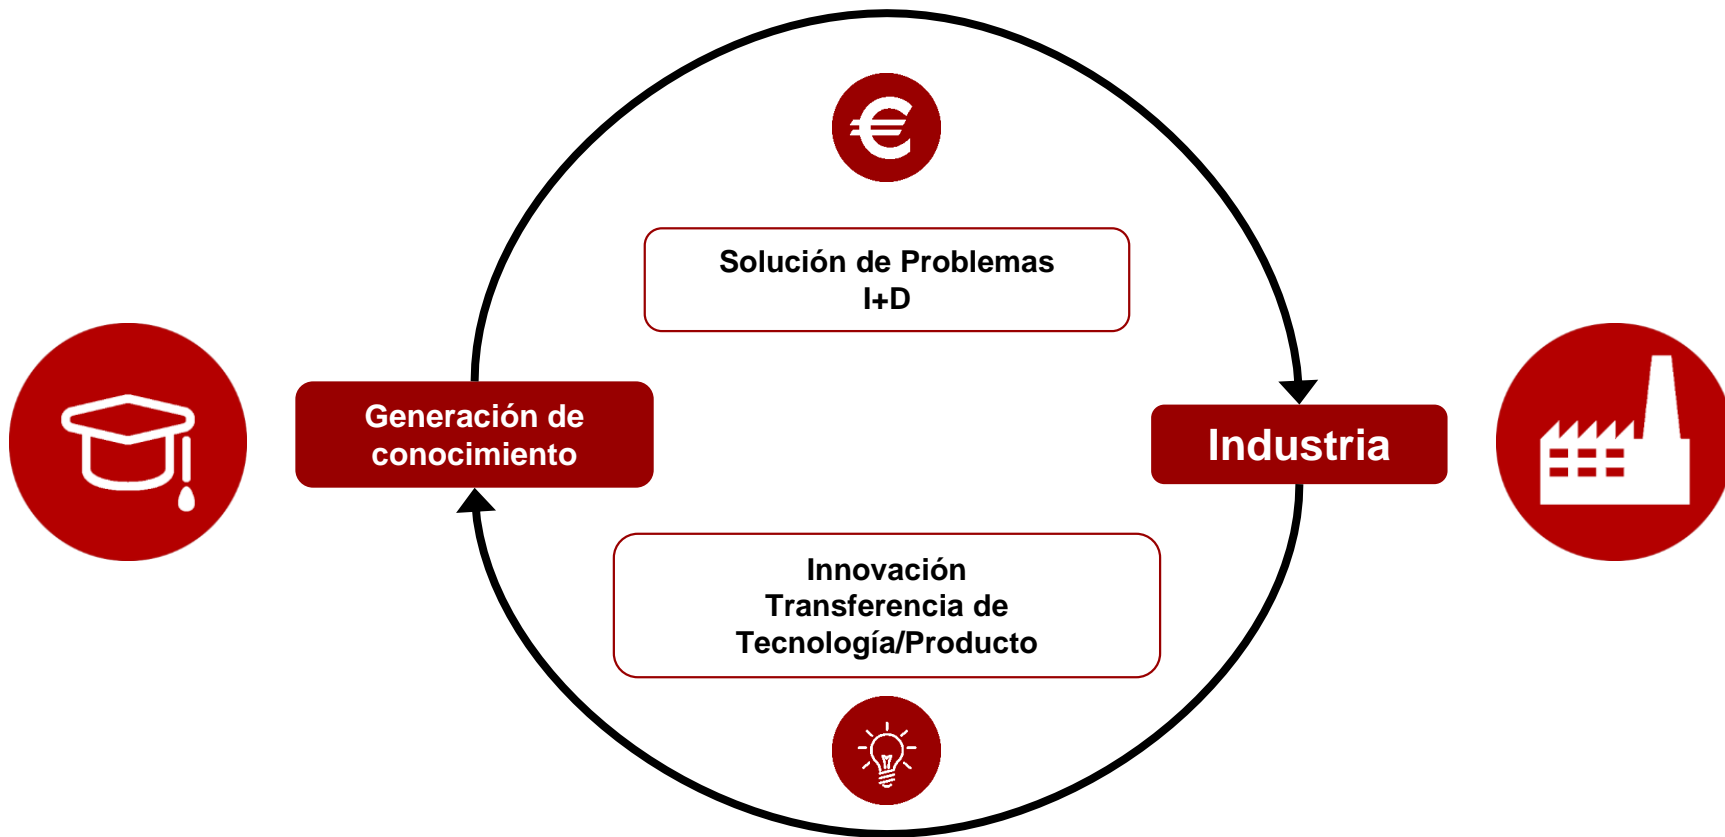 €
Solución de Problemas
I+D
Generación de
conocimiento
Industria
Innovación
Transferencia de
Tecnología/Producto